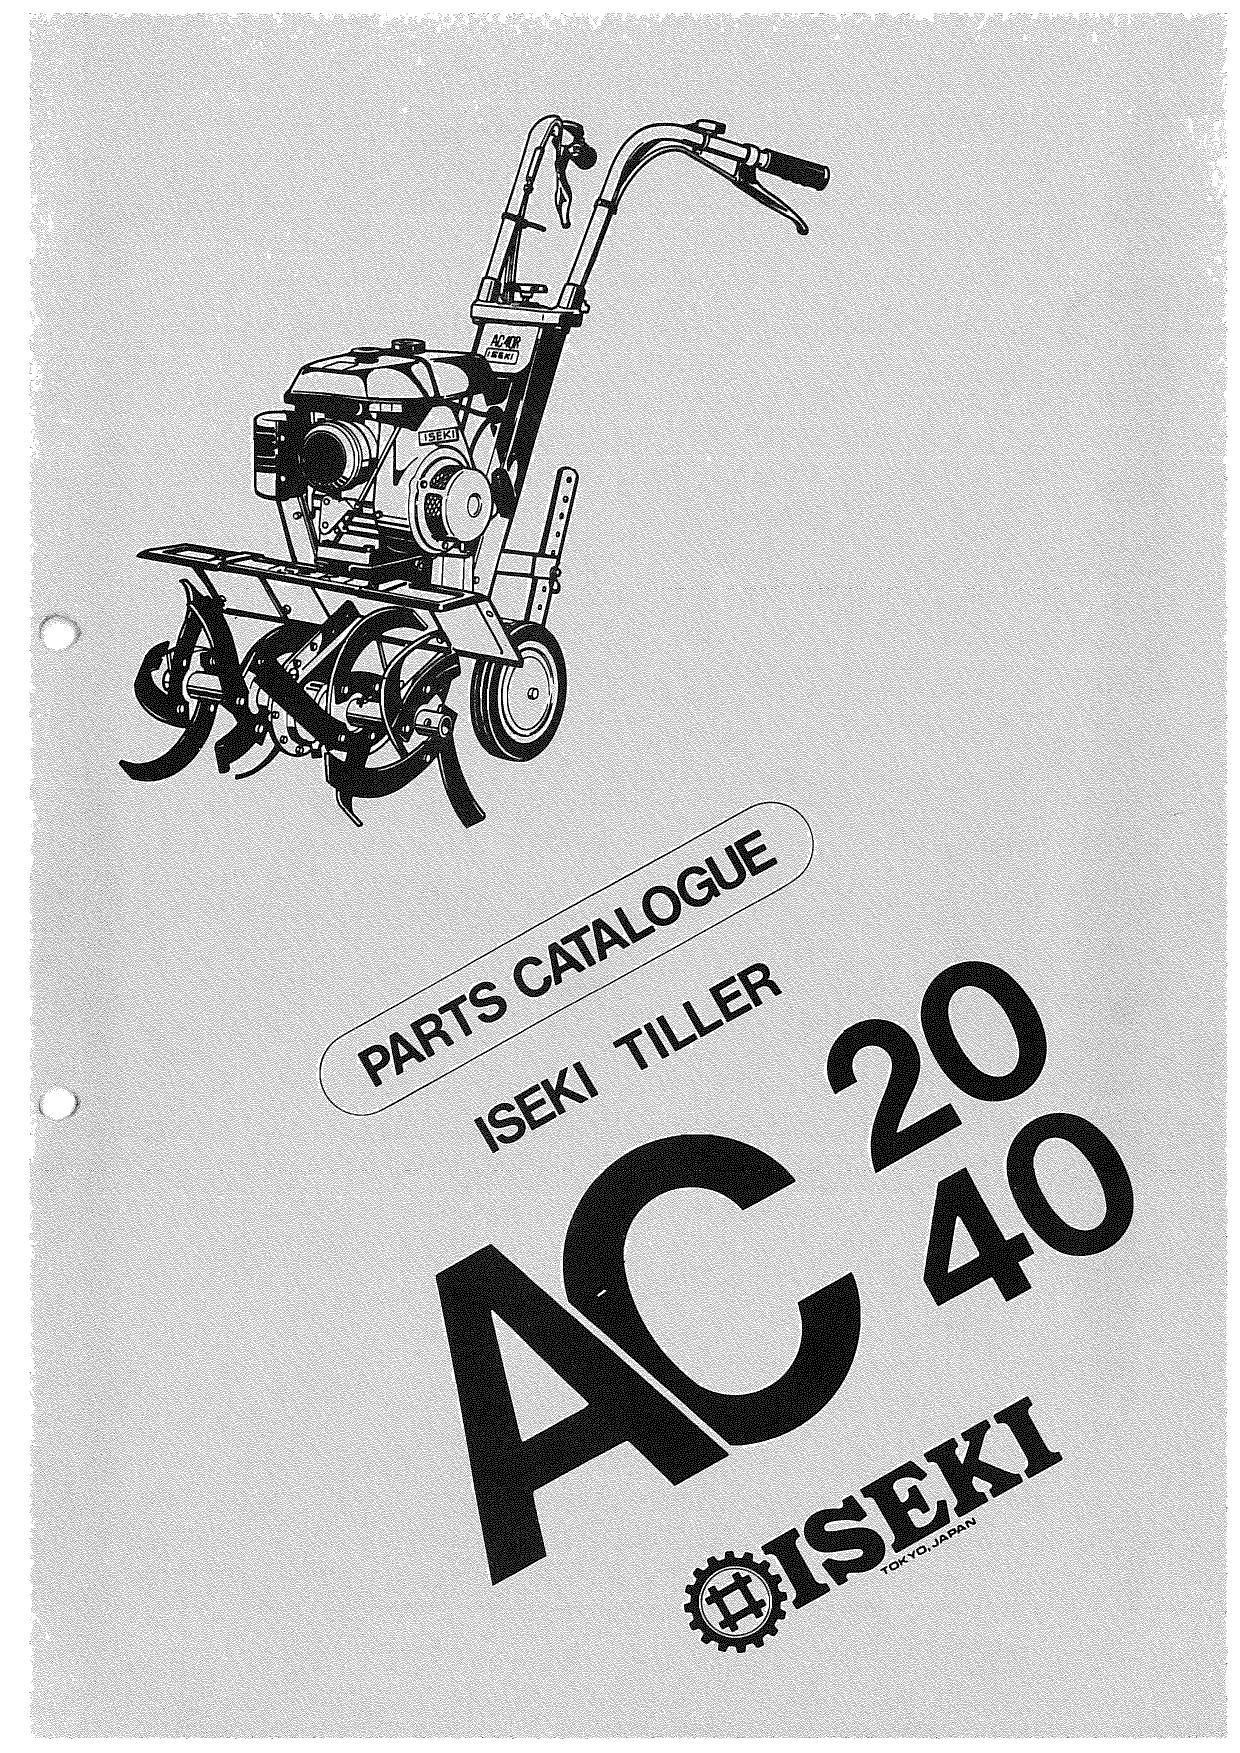 AC40R
ISEKI
ISEKI
PARTS CATALOGUE
ISEKI TILLER
AC 20
40
ISEKI
TOKYO, JAPAN